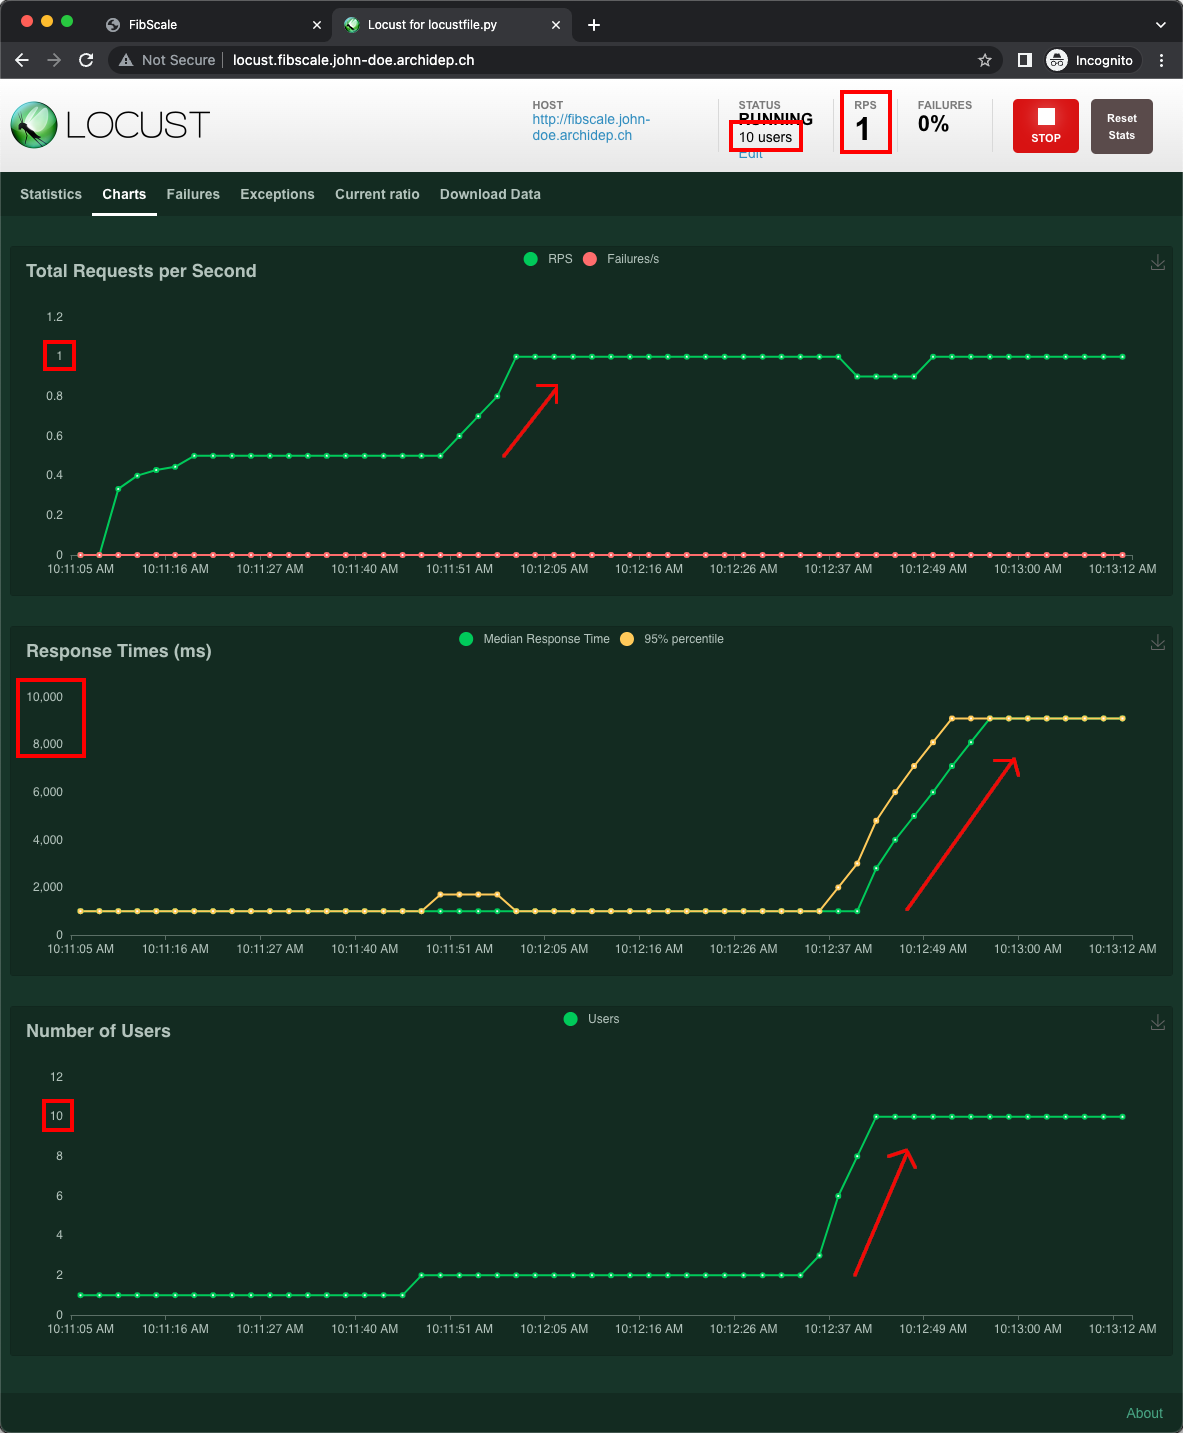 FibScale
Locust for locustfile.py
Not Secure
locust.fibscale.john-doe.archidep.ch
Incognito
LOCUST
HOST
http://fibscale.john-
doe.archidep.ch
STATUS
RUNNING
10 users
Edit
RPS
1
FAILURES
0%
STOP
Reset
Stats
Statistics Charts Failures Exceptions Current ratio Download Data
Total Requests per Second
RPS Failures/s
1.2
1
0.8
0.6
0.4
0.2
0
10:11:05 AM 10:11:16 AM 10:11:27 AM 10:11:40 AM 10:11:51 AM 10:12:05 AM 10:12:16 AM 10:12:26 AM 10:12:37 AM 10:12:49 AM 10:13:00 AM 10:13:12 AM
Response Times (ms)
Median Response Time 95% percentile
10,000
8,000
6,000
4,000
2,000
0
10:11:05 AM 10:11:16 AM 10:11:27 AM 10:11:40 AM 10:11:51 AM 10:12:05 AM 10:12:16 AM 10:12:26 AM 10:12:37 AM 10:12:49 AM 10:13:00 AM 10:13:12 AM
Number of Users
Users
12
10
8
6
4
2
0
10:11:05 AM 10:11:16 AM 10:11:27 AM 10:11:40 AM 10:11:51 AM 10:12:05 AM 10:12:16 AM 10:12:26 AM 10:12:37 AM 10:12:49 AM 10:13:00 AM 10:13:12 AM
About